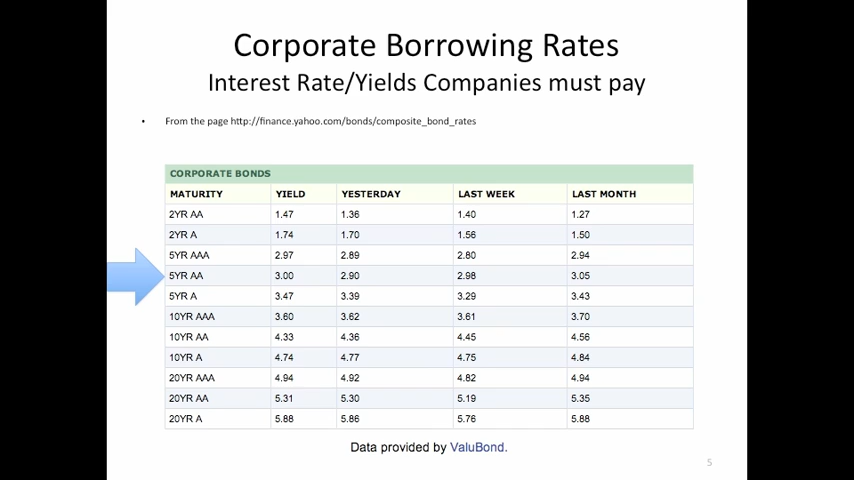 Corporate Borrowing Rates
Interest Rate/Yields Companies must pay
• From the page http://finance.yahoo.com/bonds/composite_bond_rates
CORPORATE BONDS
MATURITY YIELD YESTERDAY LAST WEEK LAST MONTH
2YR AA 1.47 1.36 1.40 1.27
2YR A 1.74 1.70 1.56 1.50
5YR AAA 2.97 2.89 2.80 2.94
5YR AA 3.00 2.90 2.98 3.05
5YR A 3.47 3.39 3.29 3.43
10YR AAA 3.60 3.62 3.61 3.70
10YR AA 4.33 4.36 4.45 4.56
10YR A 4.74 4.77 4.75 4.84
20YR AAA 4.94 4.92 4.82 4.94
20YR AA 5.31 5.30 5.19 5.35
20YR A 5.88 5.86 5.76 5.88
Data provided by ValuBond.
5